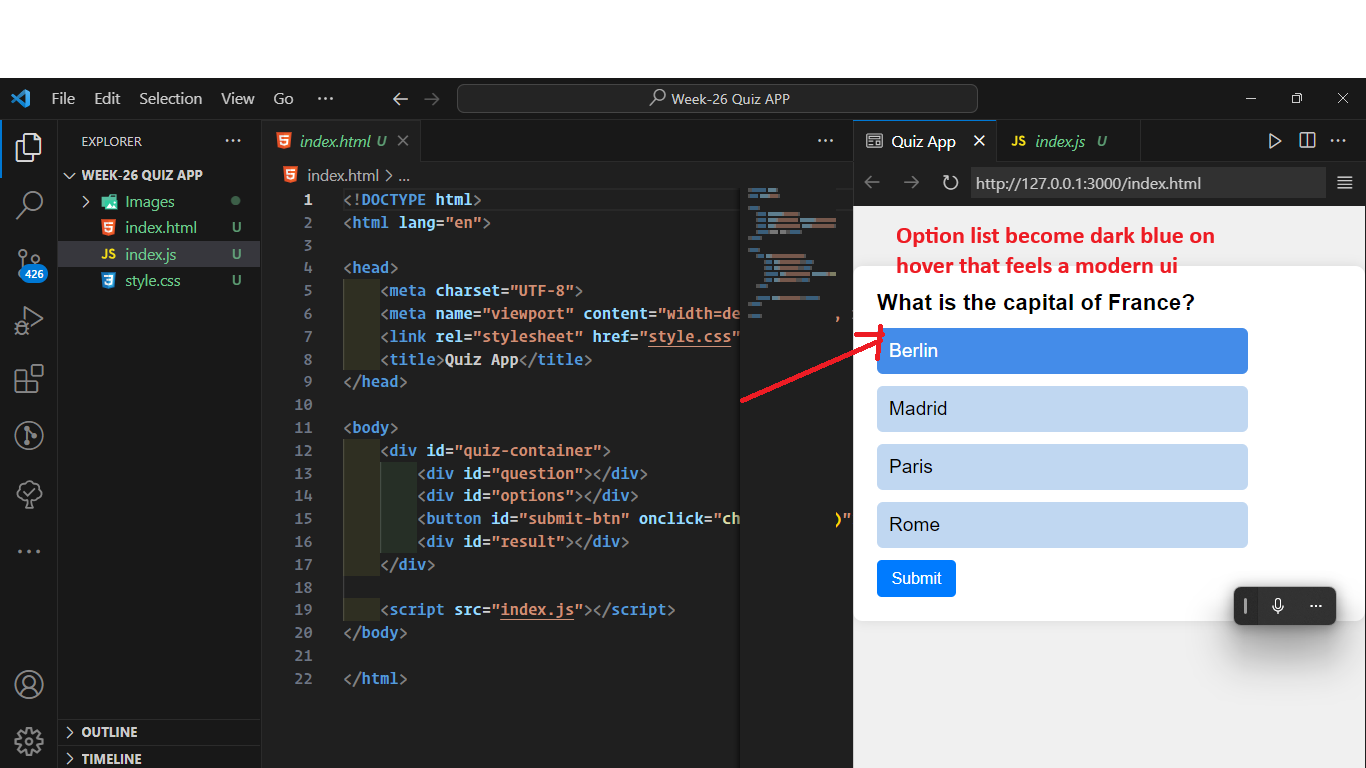 File Edit Selection View Go ...
Week-26 Quiz APP
EXPLORER ...
WEEK-26 QUIZ APP
Images
index.html U
index.js U
style.css U
426
OUTLINE
TIMELINE
index.html U
index.html > ...
1 <!DOCTYPE html>
2 <html lang="en">
3
4 <head>
5 <meta charset="UTF-8">
6 <meta name="viewport" content="width=de
7 <link rel="stylesheet" href="style.css"
8 <title>Quiz App</title>
9 </head>
10
11 <body>
12 <div id="quiz-container">
13 <div id="question"></div>
14 <div id="options"></div>
15 <button id="submit-btn" onclick="ch )"
16 <div id="result"></div>
17 </div>
18
19 <script src="index.js"></script>
20 </body>
21
22 </html>
Quiz App
JS index.js U
http://127.0.0.1:3000/index.html
Option list become dark blue on
hover that feels a modern ui
What is the capital of France?
Berlin
Madrid
Paris
Rome
Submit